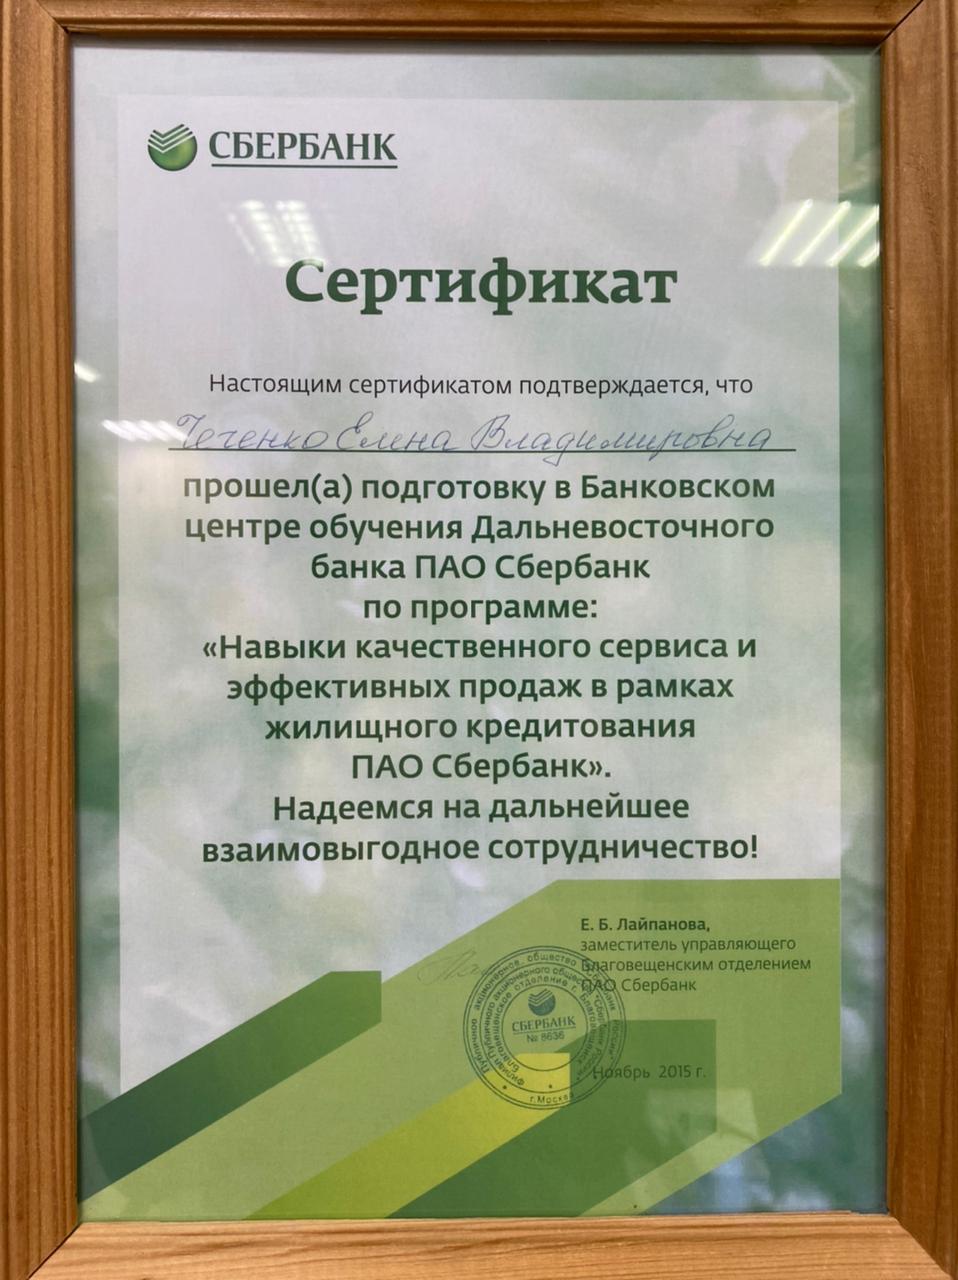 СБЕРБАНК
Сертификат
Настоящим сертификатом подтверждается, что
Елена Владимировна
прошел(а) подготовку в Банковском
центре обучения Дальневосточного
банка ПАО Сбербанк
по программе:
«Навыки качественного сервиса и
эффективных продаж в рамках
жилищного кредитования
ПАО Сбербанк».
Надеемся на дальнейшее
взаимовыгодное сотрудничество!
Е. Б. Лайпанова,
заместитель управляющего
Благовещенским отделением
ПАО Сбербанк
СБЕРБАНК
№ 8636
г.Москва
Ноябрь 2015 г.